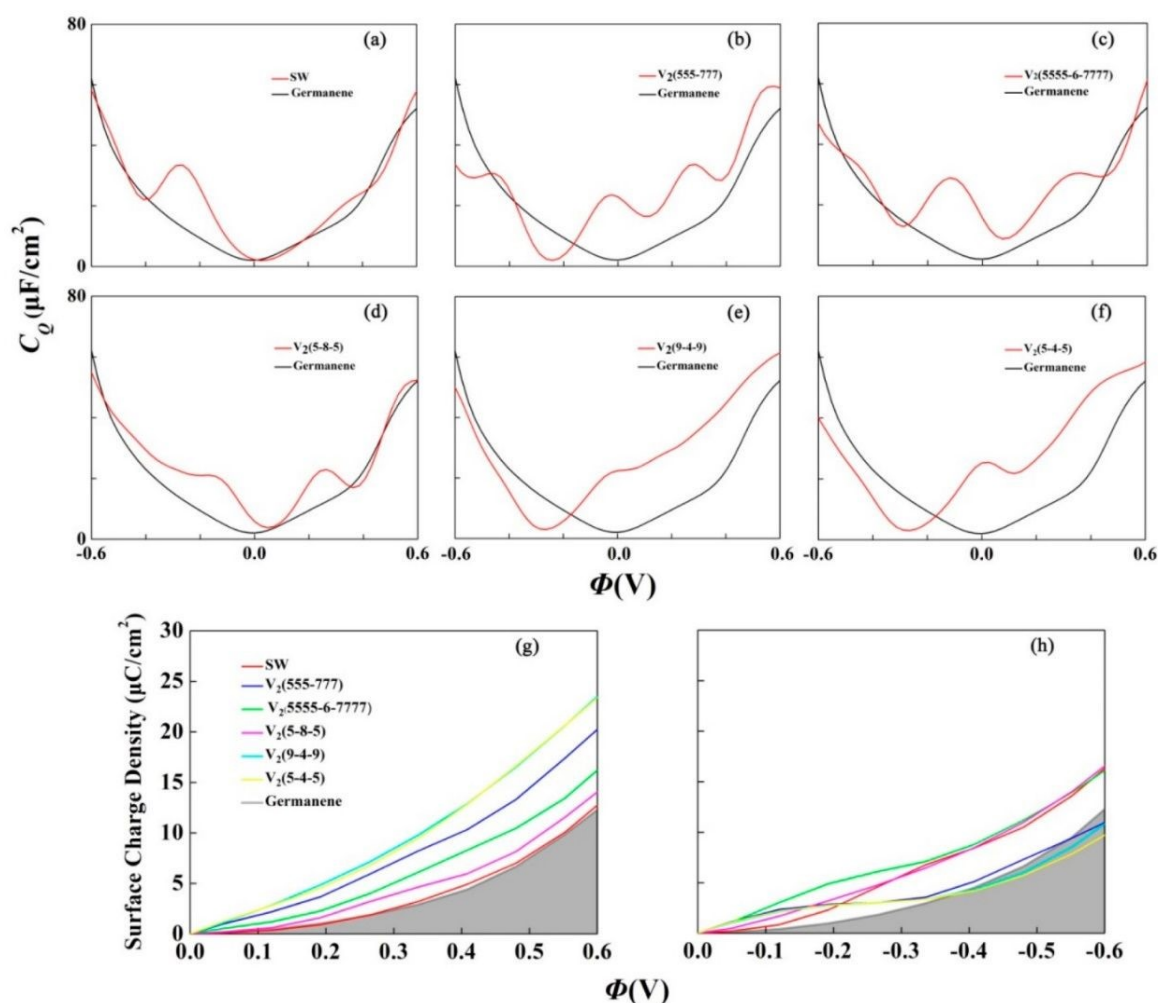 80
(a)
SW
Germanene
0
(b)
V2(555-777)
Germanene
(c)
V2(5555-6-7777)
Germanene
CQ (μF/cm²)
80
(d)
V2(5-8-5)
Germanene
0
-0.6
0.0
0.6
(e)
V2(9-4-9)
Germanene
-0.6
0.0
0.6
(f)
V2(5-4-5)
Germanene
-0.6
0.0
0.6
Φ(V)
Surface Charge Density (μC/cm²)
30
25
20
15
10
5
0
(g)
SW
V2(555-777)
V2(5555-6-7777)
V2(5-8-5)
V2(9-4-9)
V2(5-4-5)
Germanene
0.0 0.1 0.2 0.3 0.4 0.5 0.6
(h)
0.0 -0.1 -0.2 -0.3 -0.4 -0.5 -0.6
Φ(V)